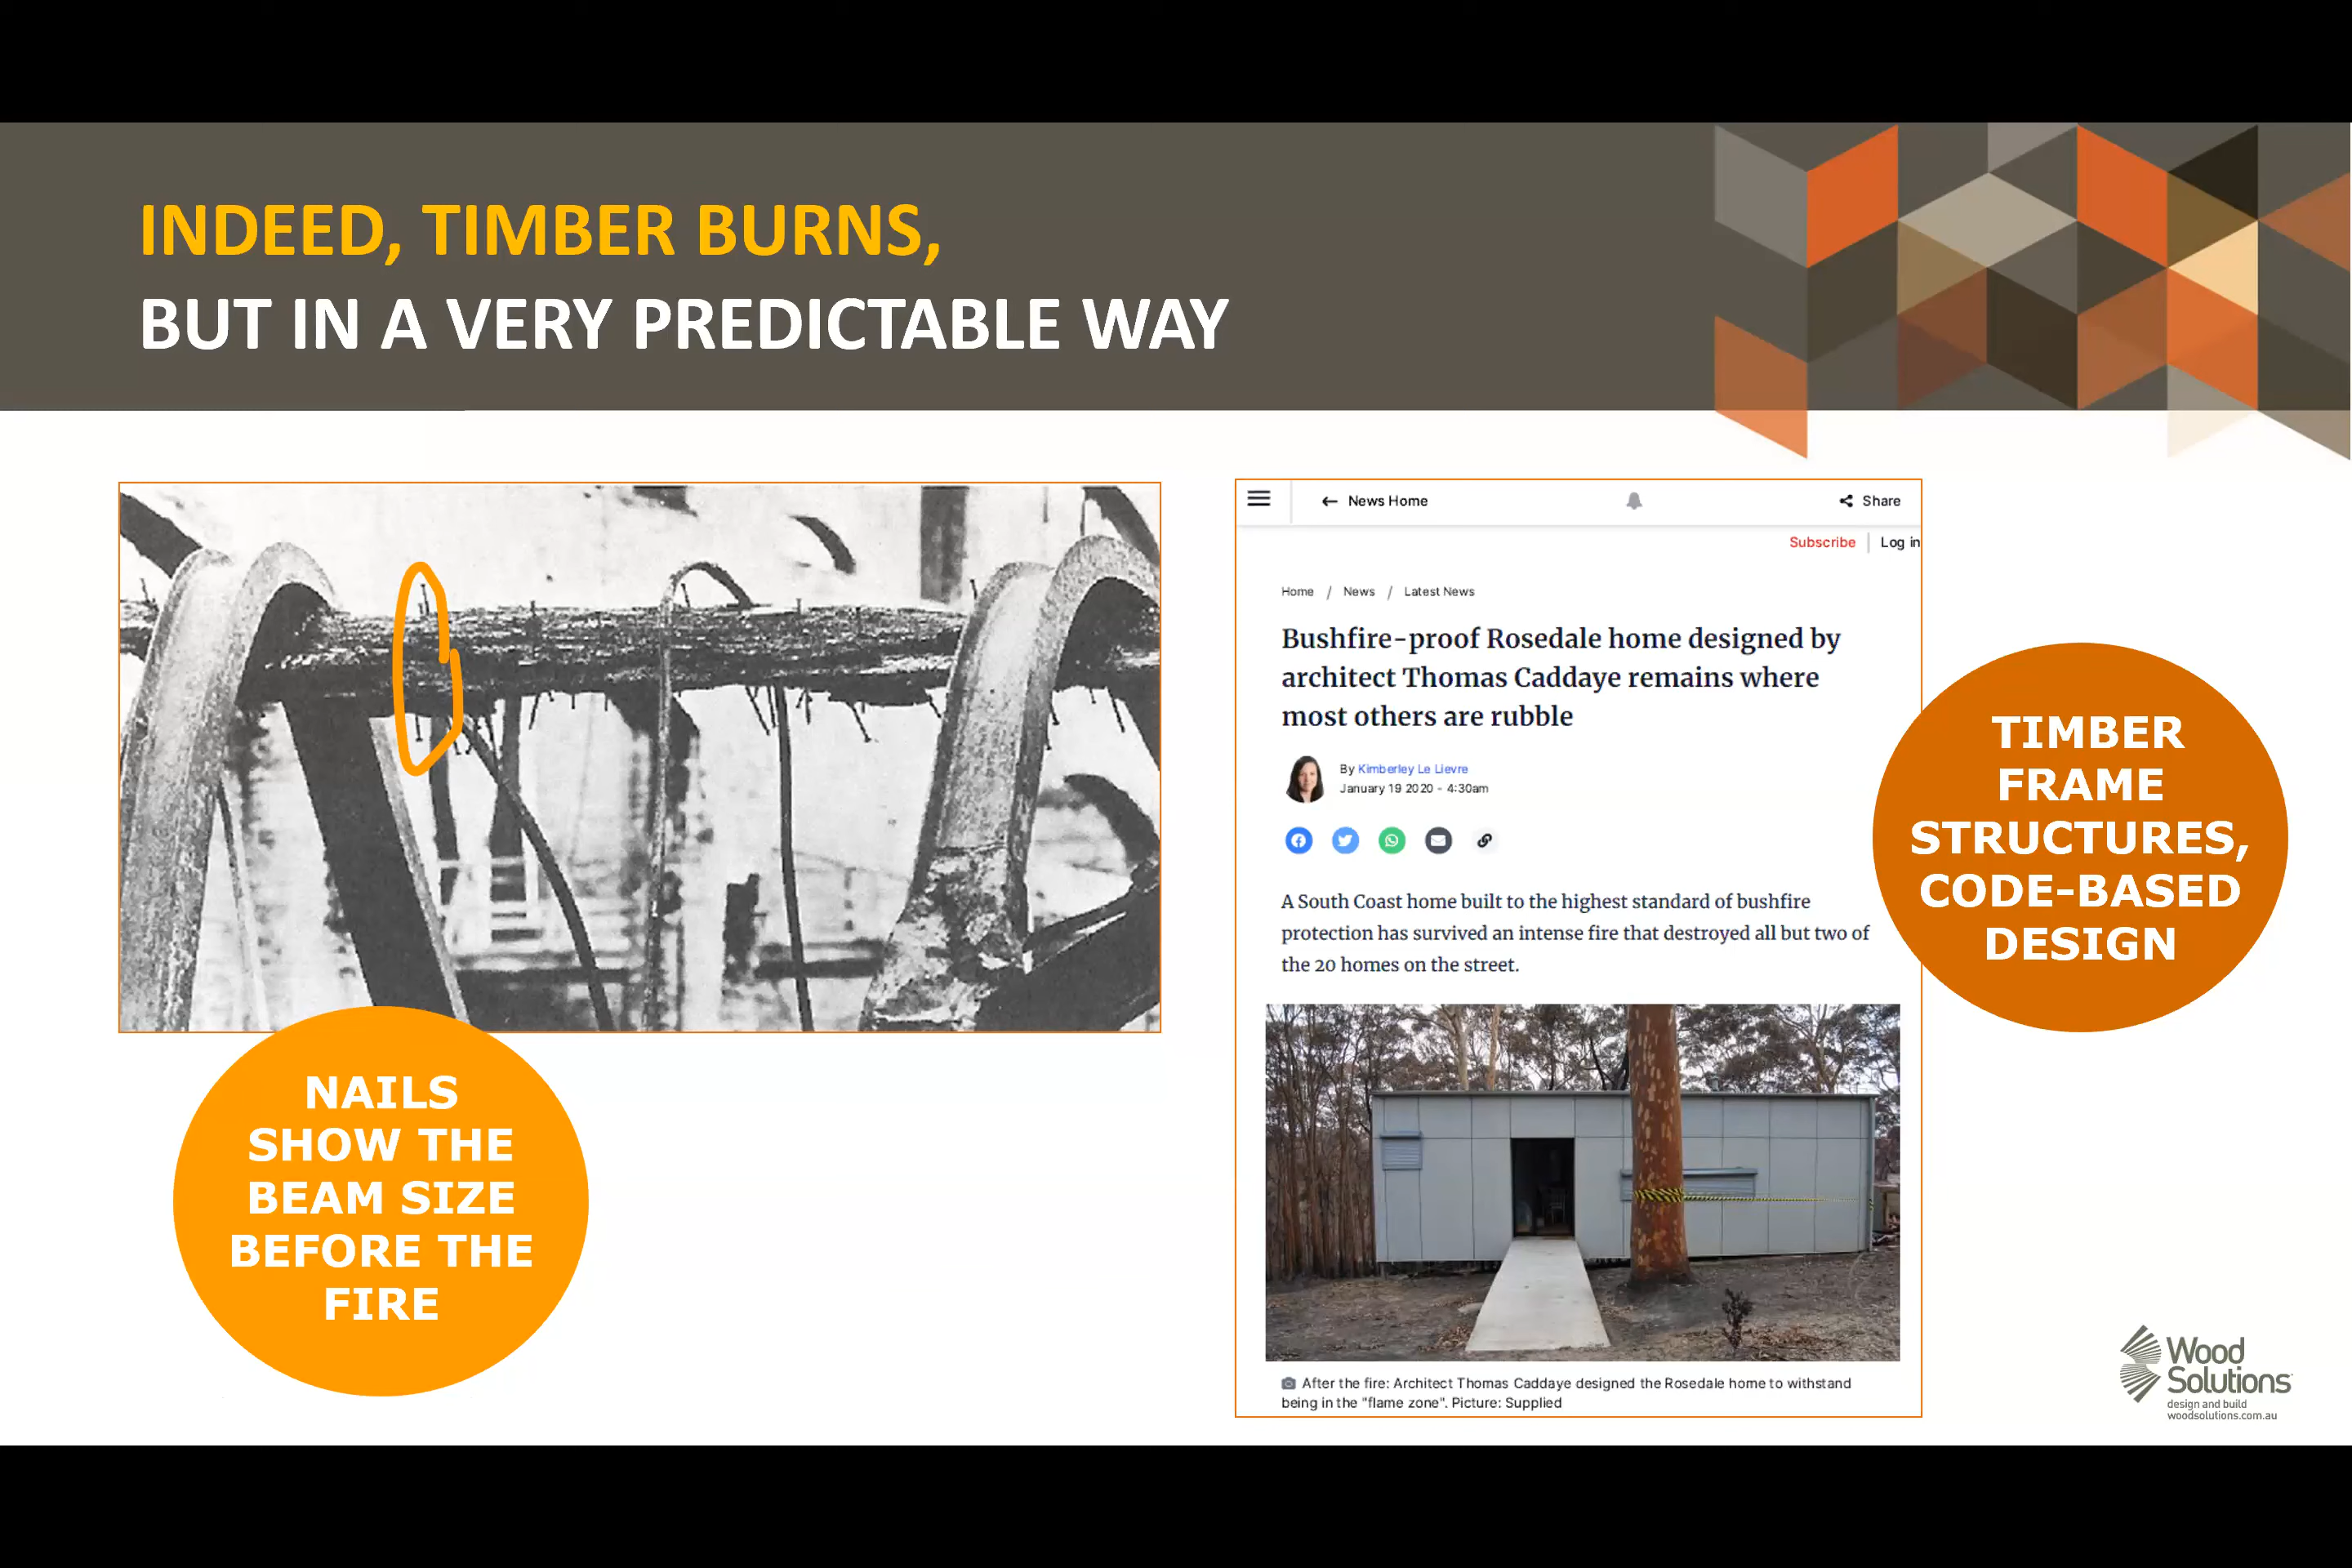 INDEED, TIMBER BURNS,
BUT IN A VERY PREDICTABLE WAY
NAILS
SHOW THE
BEAM SIZE
BEFORE THE
FIRE
News Home
Share
Subscribe | Log in
Home / News / Latest News
Bushfire-proof Rosedale home designed by
architect Thomas Caddaye remains where
most others are rubble
By Kimberley Le Lievre
January 19 2020 - 4:30am
A South Coast home built to the highest standard of bushfire
protection has survived an intense fire that destroyed all but two of
the 20 homes on the street.
After the fire: Architect Thomas Caddaye designed the Rosedale home to withstand
being in the "flame zone". Picture: Supplied
TIMBER
FRAME
STRUCTURES,
CODE-BASED
DESIGN
Wood
Solutions
design and build
woodsolutions.com.au